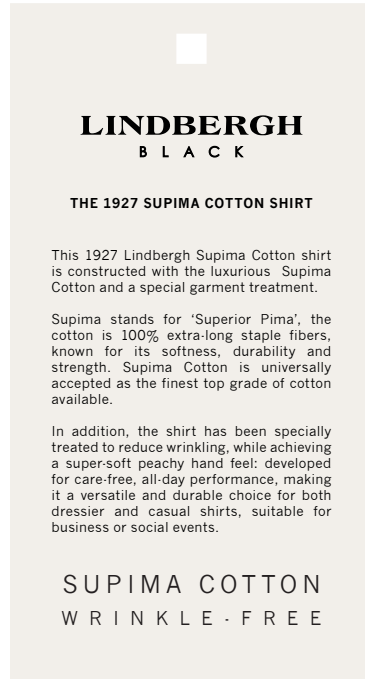 LINDBERGH
BLACK
THE 1927 SUPIMA COTTON SHIRT
This 1927 Lindbergh Supima Cotton shirt
is constructed with the luxurious Supima
Cotton and a special garment treatment.
Supima stands for ‘Superior Pima’, the
cotton is 100% extra-long staple fibers,
known for its softness, durability and
strength. Supima Cotton is universally
accepted as the finest top grade of cotton
available.
In addition, the shirt has been specially
treated to reduce wrinkling, while achieving
a super-soft peachy hand feel: developed
for care-free, all-day performance, making
it a versatile and durable choice for both
dressier and casual shirts, suitable for
business or social events.
SUPIMA COTTON
WRINKLE-FREE